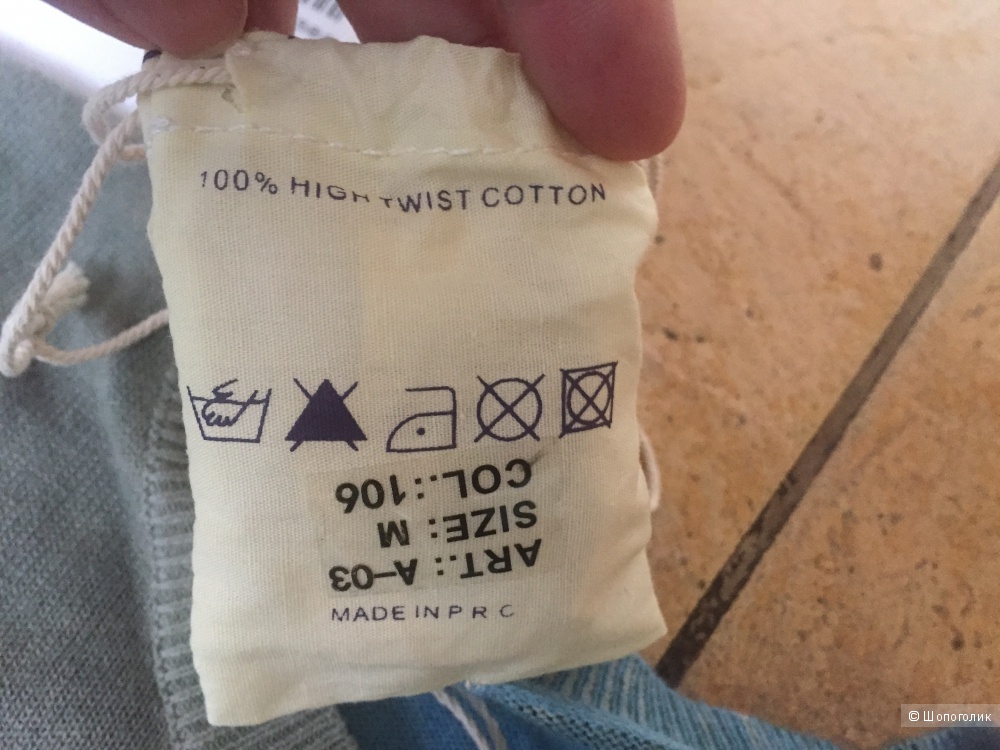 100% HIGH TWIST COTTON
COL.:106
SIZE: M
ART.: A-03
MADE IN P R C
© Шопоголик